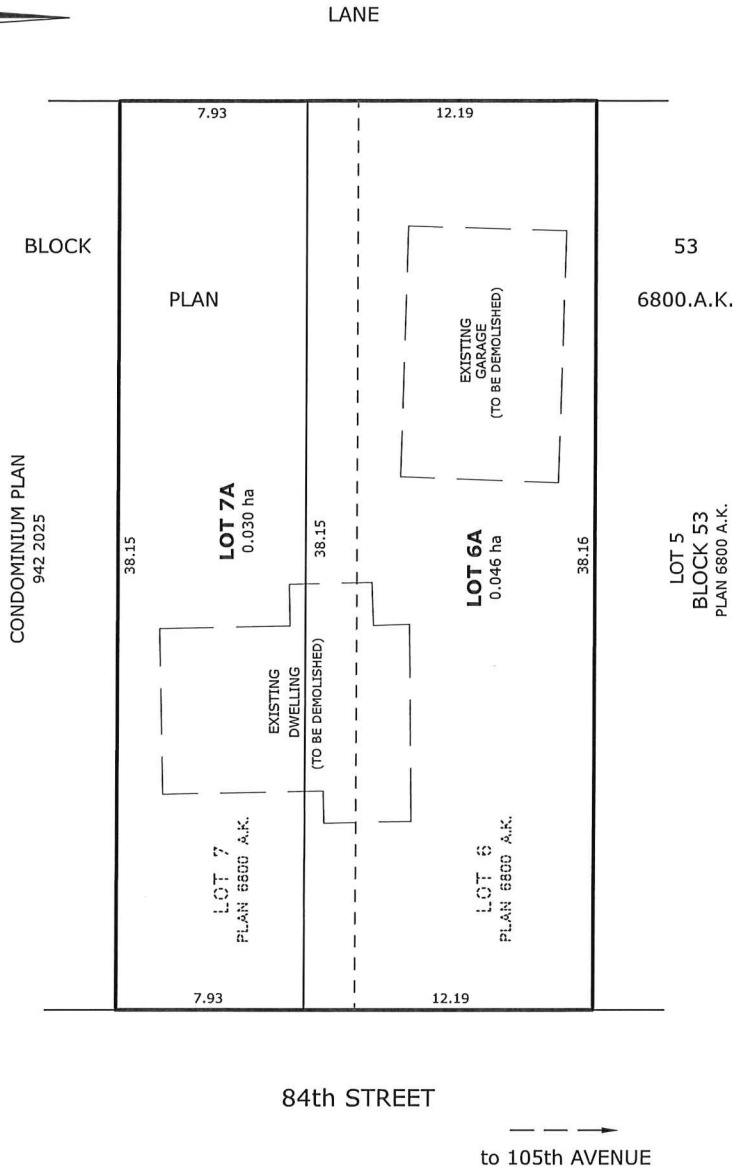 LANE
7.93
12.19
BLOCK
53
PLAN
6800.A.K.
EXISTING
GARAGE
(TO BE DEMOLISHED)
CONDOMINIUM PLAN
942 2025
38.15
LOT 7A
0.030 ha
38.15
LOT 6A
0.046 ha
38.16
LOT 5
BLOCK 53
PLAN 6800 A.K.
EXISTING
DWELLING
(TO BE DEMOLISHED)
LOT 7
PLAN 6800 A.K.
LOT 6
PLAN 6800 A.K.
7.93
12.19
84th STREET
to 105th AVENUE